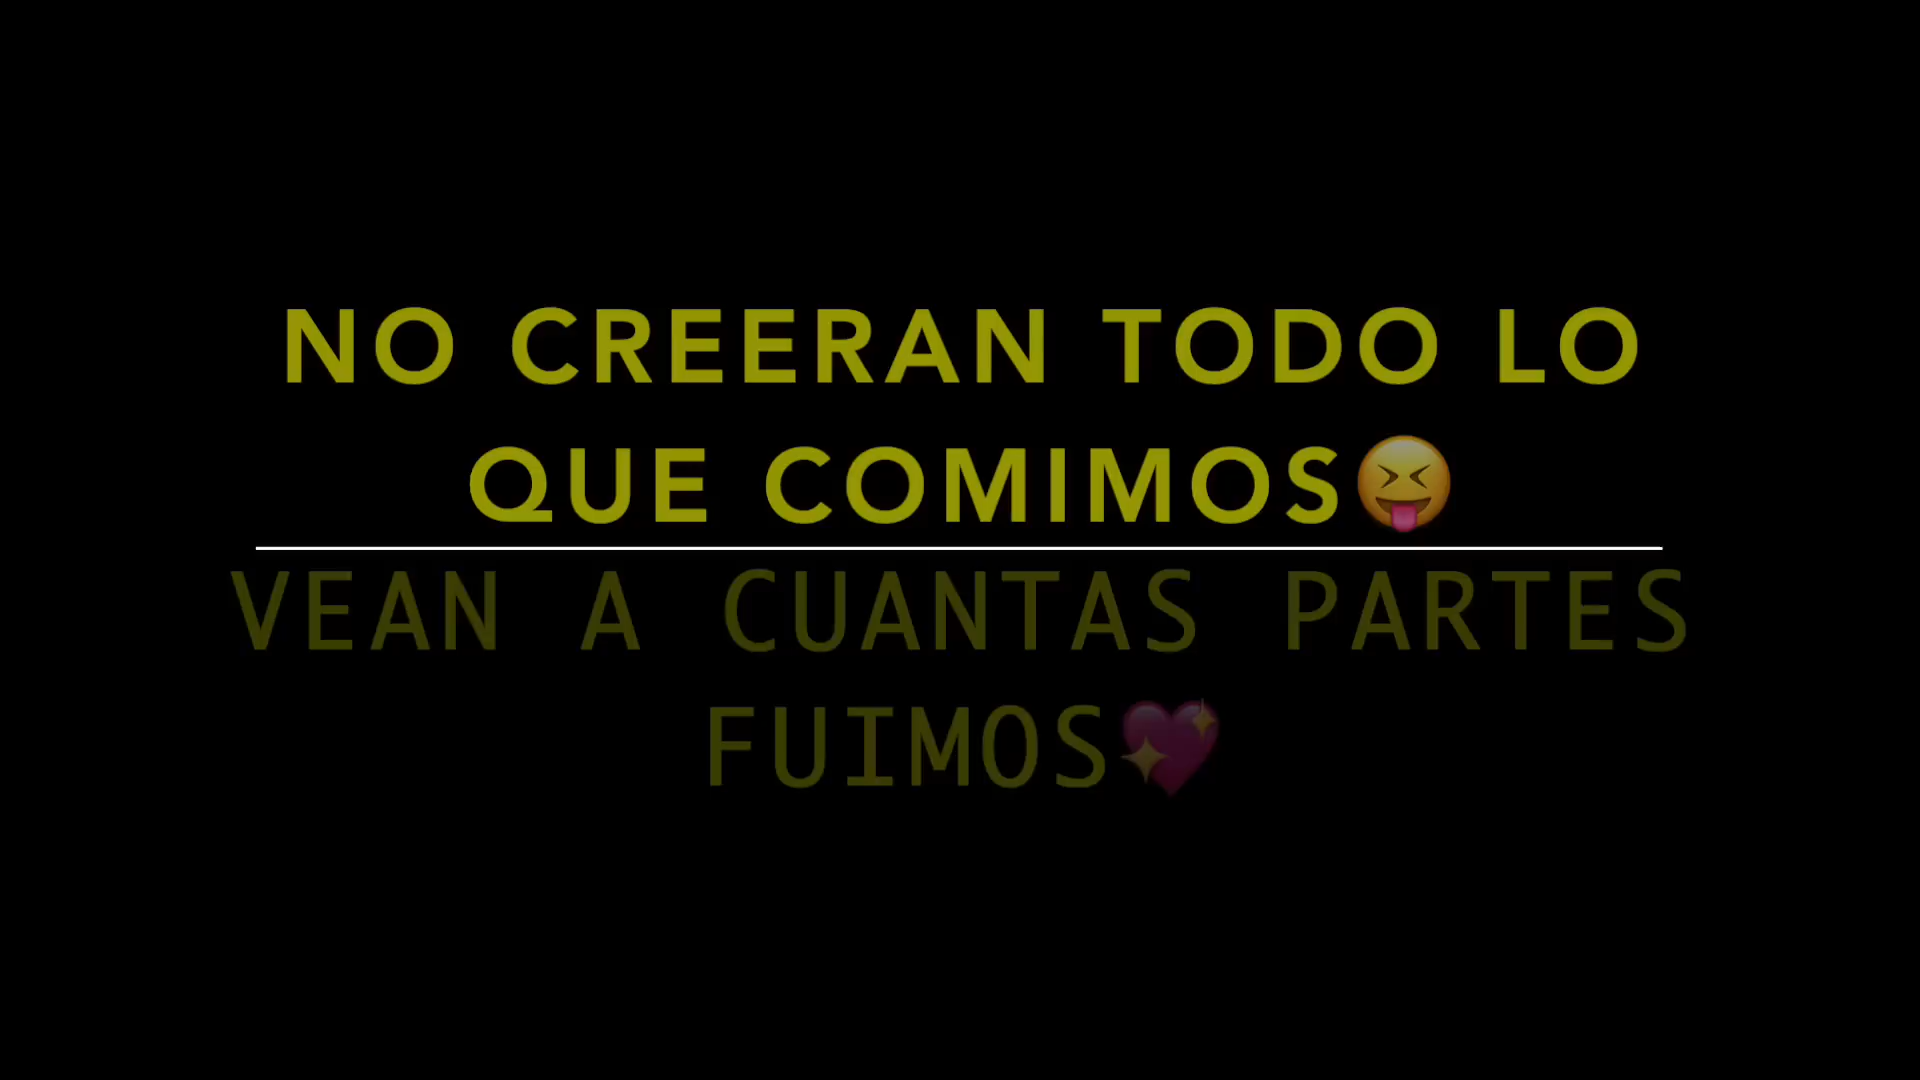 NO CREERAN TODO LO
QUE COMIMOS😝
VEAN A CUANTAS PARTES
FUIMOS💖